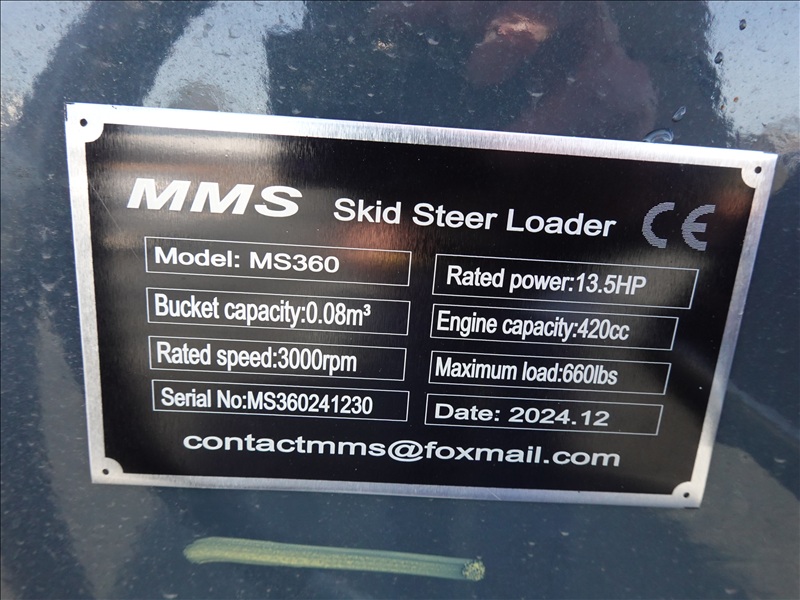 MMS Skid Steer Loader CE
Model: MS360
Rated power:13.5HP
Bucket capacity:0.08m³
Engine capacity:420cc
Rated speed:3000rpm
Maximum load:660lbs
Serial No:MS360241230
Date: 2024.12
contactmms@foxmail.com